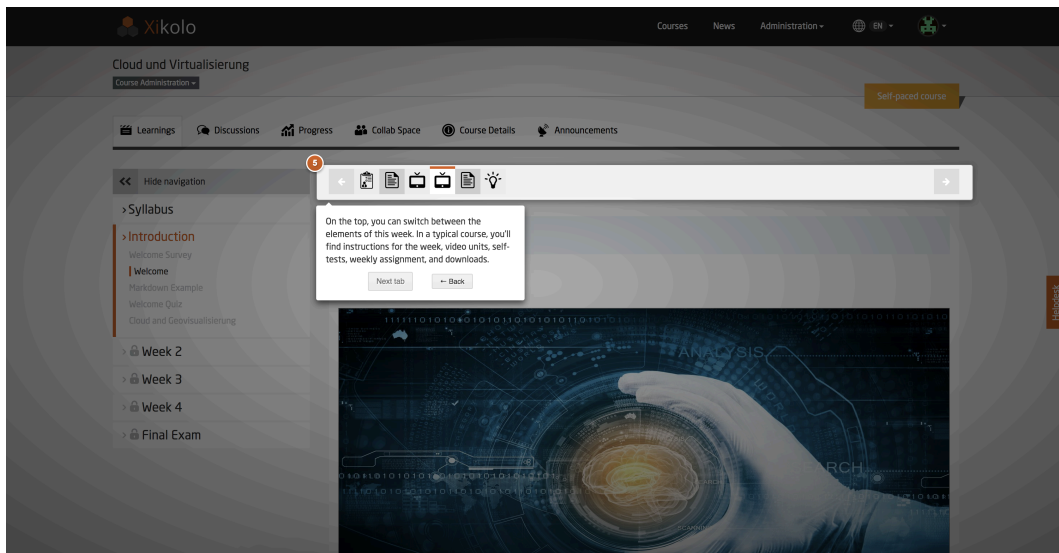 Xikolo
Courses
News
Administration
EN
Cloud und Virtualisierung
Course Administration
Self-paced course
Learnings
Discussions
Progress
Collab Space
Course Details
Announcements
5
Hide navigation
Syllabus
Introduction
Welcome Survey
Welcome
Markdown Example
Welcome Quiz
Cloud and Geovisualisierung
Week 2
Week 3
Week 4
Final Exam
On the top, you can switch between the
elements of this week. In a typical course, you'll
find instructions for the week, video units, self-
tests, weekly assignment, and downloads.
Next tab
← Back
Helpdesk
ANALYSIS
SEARCH
SCANNING